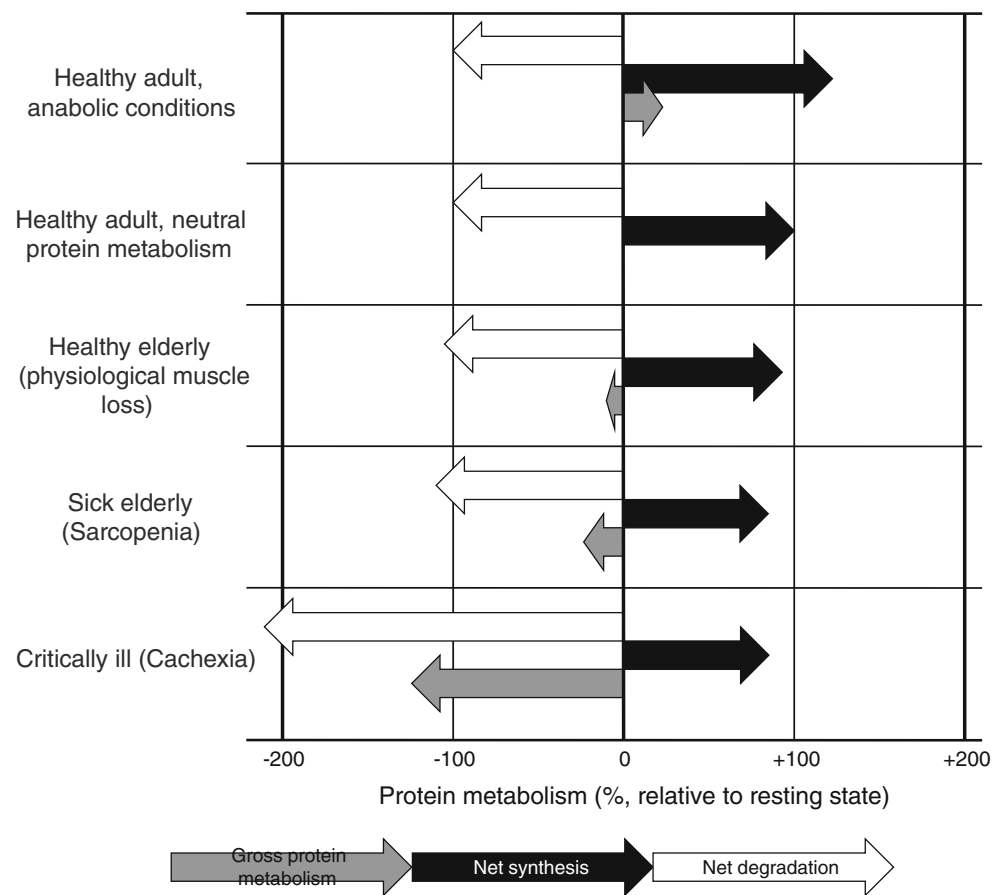 Healthy adult,
anabolic conditions
Healthy adult, neutral
protein metabolism
Healthy elderly
(physiological muscle
loss)
Sick elderly
(Sarcopenia)
Critically ill (Cachexia)
-200 -100 0 +100 +200
Protein metabolism (%, relative to resting state)
Gross protein
metabolism
Net synthesis
Net degradation